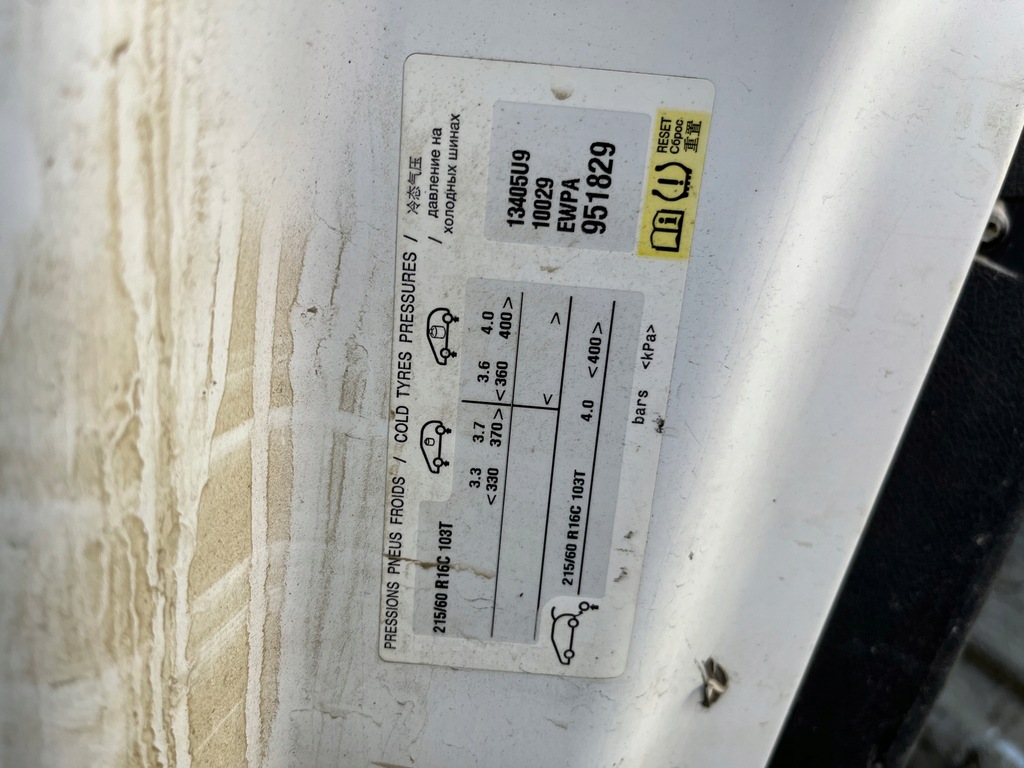 PRESSIONS PNEUS FROIDS / COLD TYRES PRESSURES / 冷态气压
/ давление на
холодных шинах
215/60 R16C 103T
3.3 3.7 3.6 4.0
<330 370> <360 400>
< >
215/60 R16C 103T 4.0 <400>
bars <kPa>
13405U9
10029
EWPA
951829
RESET
Сброс
重置